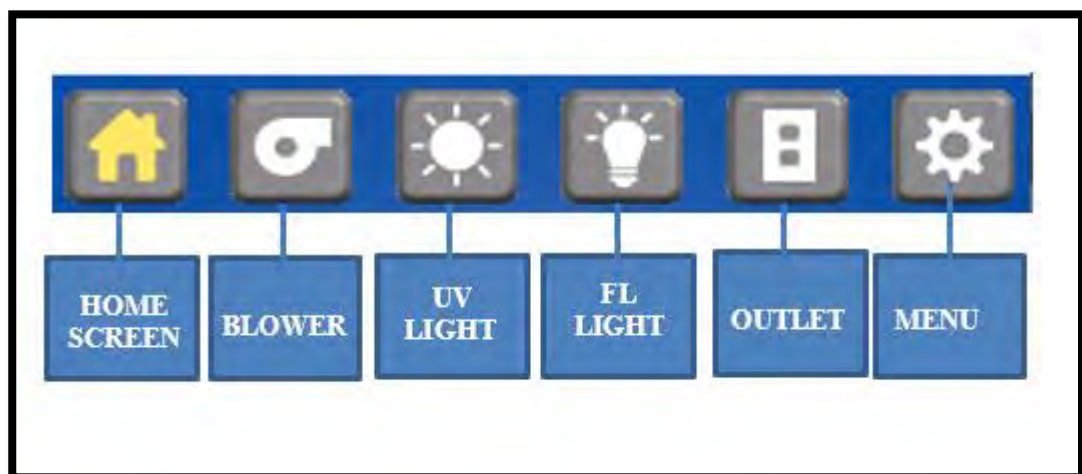 HOME
SCREEN
BLOWER
UV
LIGHT
FL
LIGHT
OUTLET
MENU